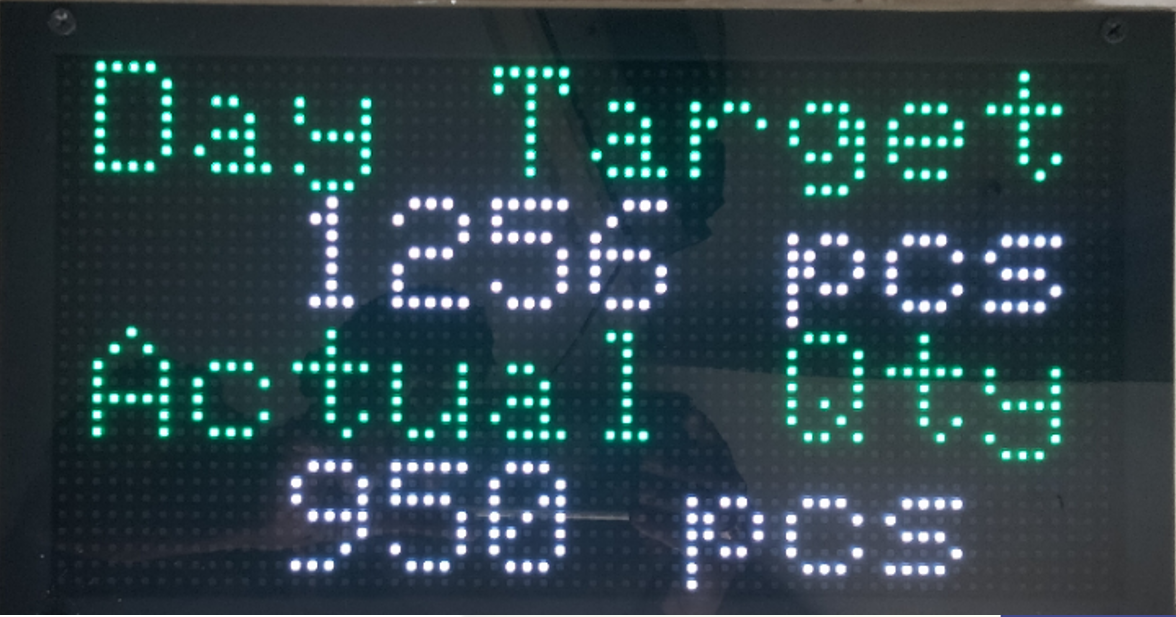 Day Target
1256 pcs
Actual Qty
950 pcs